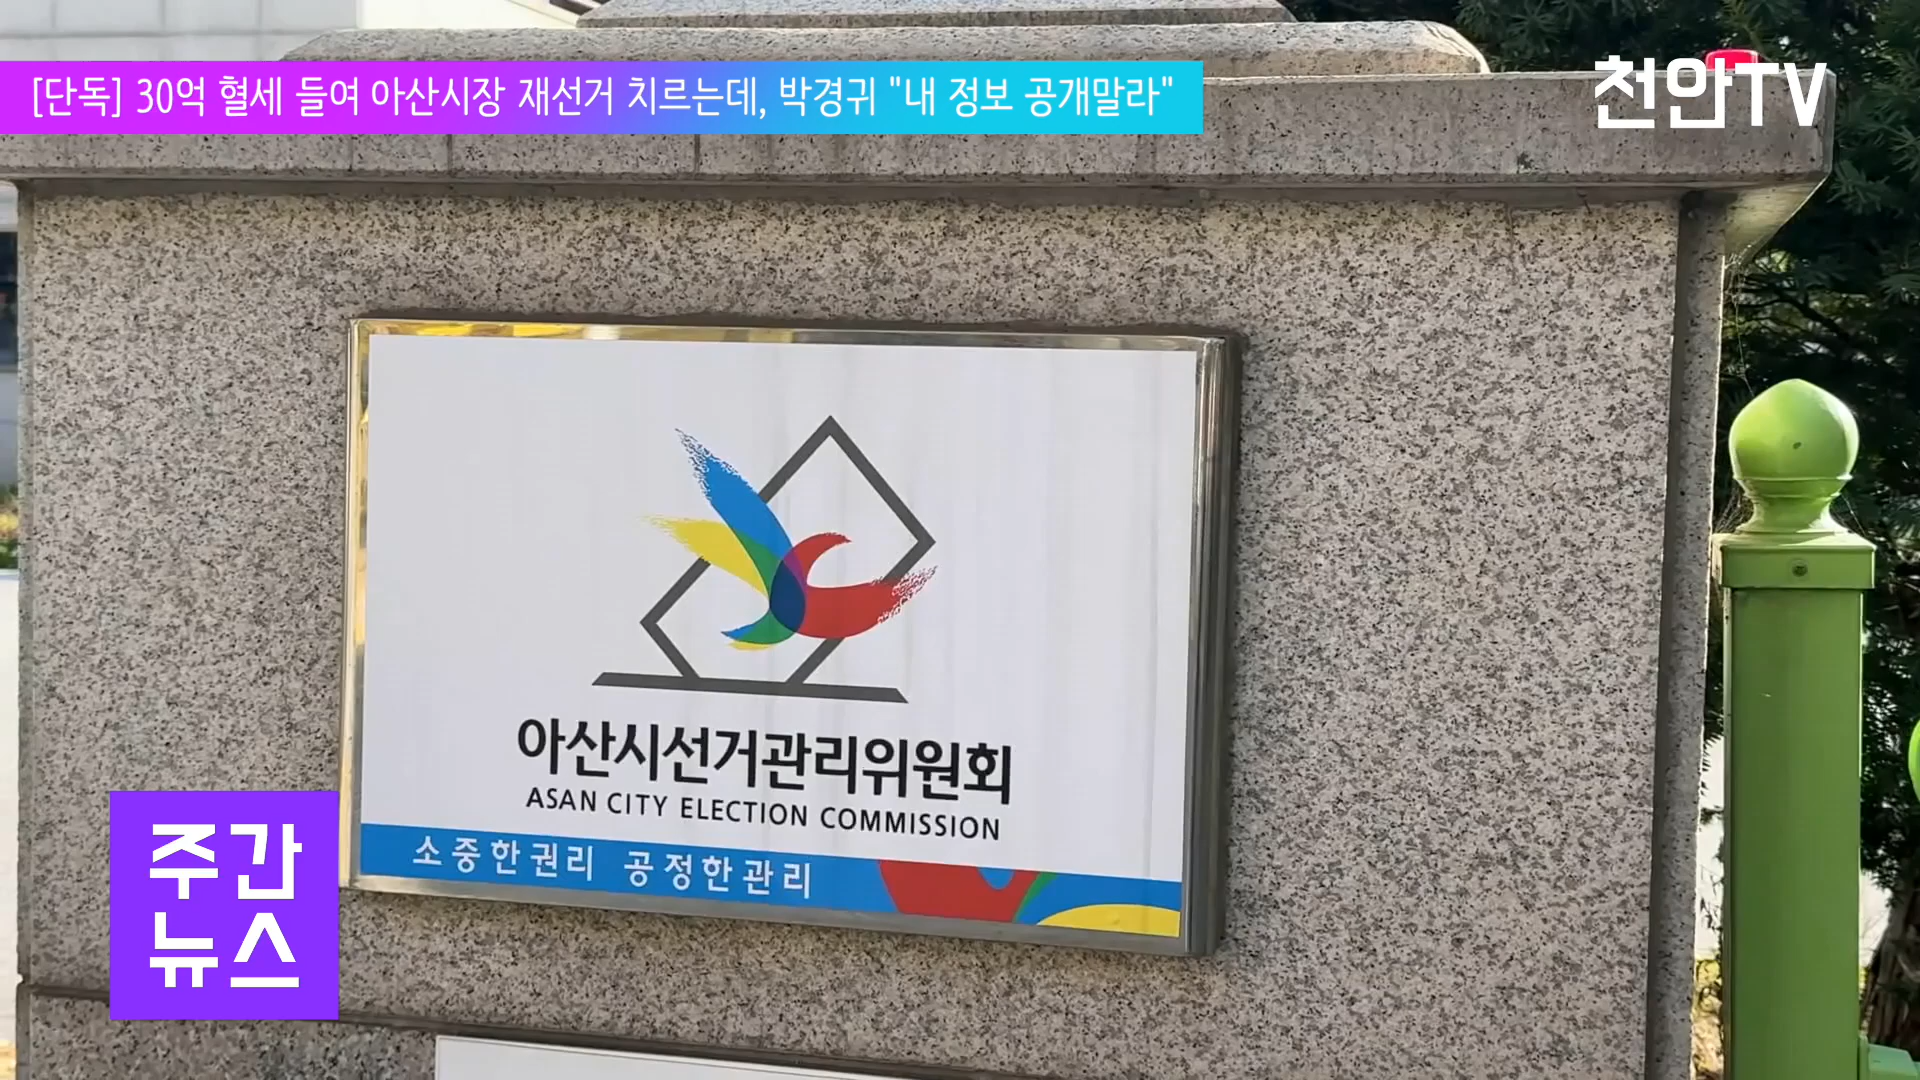 [단독] 30억 혈세 들여 아산시장 재선거 치르는데, 박경귀 "내 정보 공개말라"
천안TV
아산시선거관리위원회
ASAN CITY ELECTION COMMISSION
소중한권리 공정한관리
주간
뉴스